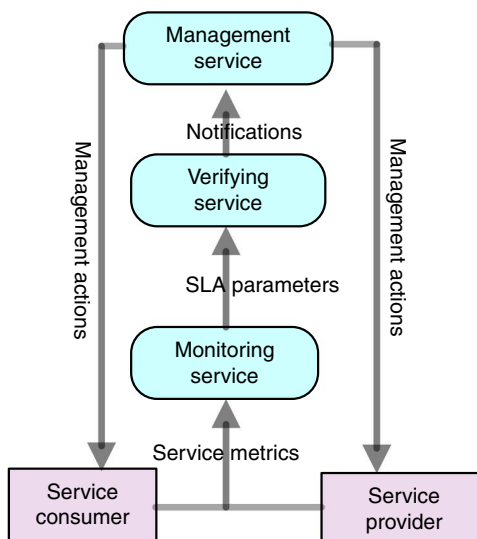 Management
service
Notifications
Management actions
Management actions
Verifying
service
SLA parameters
Monitoring
service
Service metrics
Service
consumer
Service
provider